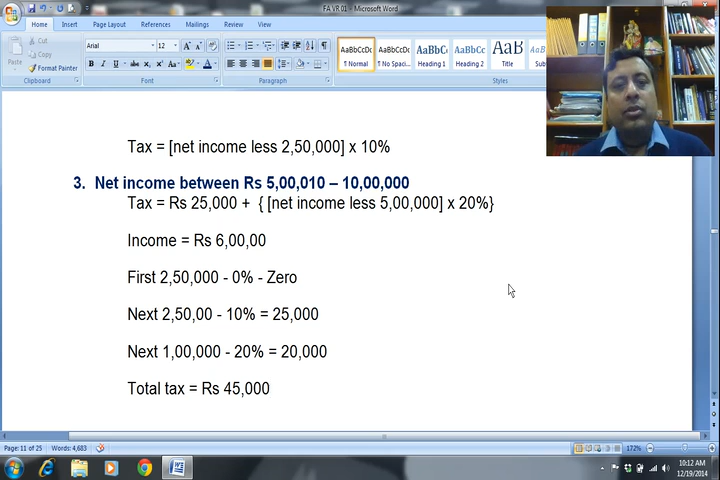 FA VR 01 - Microsoft Word
Home Insert Page Layout References Mailings Review View
Cut
Copy
Paste
Format Painter
Clipboard
Arial 12
Font
Paragraph
AaBbCcDc AaBbCcDc AaBbC AaBbCc AaB AaBb
¶ Normal ¶ No Spaci... Heading 1 Heading 2 Title Sub
Styles
Tax = [net income less 2,50,000] x 10%
3. Net income between Rs 5,00,010 – 10,00,000
Tax = Rs 25,000 + { [net income less 5,00,000] x 20%}
Income = Rs 6,00,00
First 2,50,000 - 0% - Zero
Next 2,50,00 - 10% = 25,000
Next 1,00,000 - 20% = 20,000
Total tax = Rs 45,000
Page: 11 of 25 Words: 4,683 172%
10:12 AM
12/19/2014